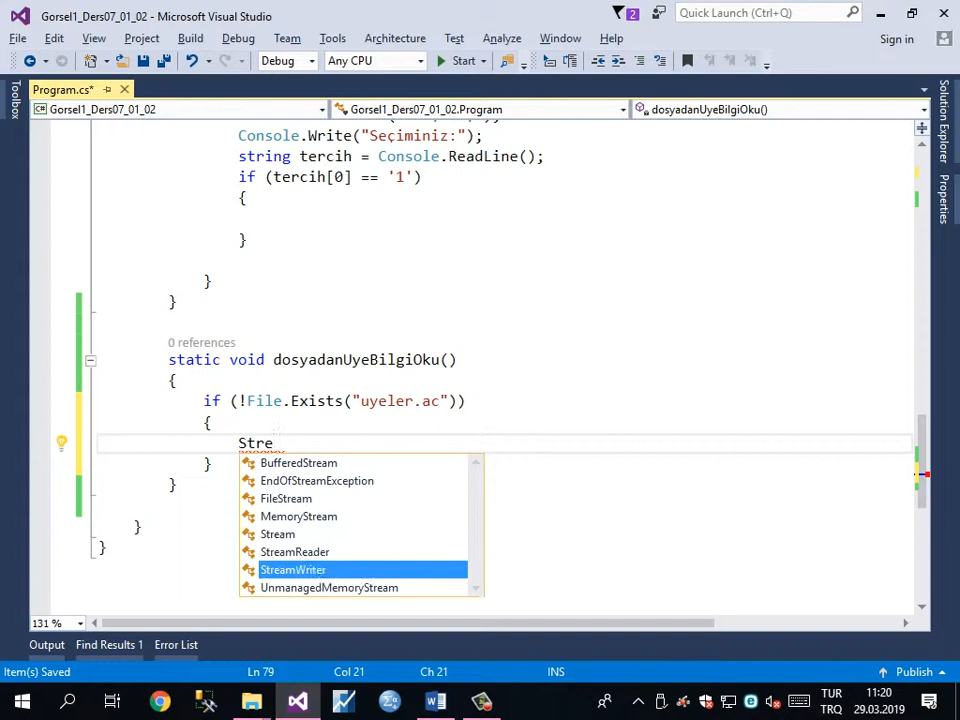 Gorsel1_Ders07_01_02 - Microsoft Visual Studio
2
Quick Launch (Ctrl+Q)
File Edit View Project Build Debug Team Tools Architecture Test Analyze Window Help
Sign in
Debug Any CPU Start
Program.cs*
Toolbox
Solution Explorer
Properties
Gorsel1_Ders07_01_02 Gorsel1_Ders07_01_02.Program dosyadanUyeBilgiOku()
Console.Write("Seçiminiz:");
string tercih = Console.ReadLine();
if (tercih[0] == '1')
{
}
}
}
0 references
static void dosyadanUyeBilgiOku()
{
if (!File.Exists("uyeler.ac"))
{
Stre
}
}
}
}
BufferedStream
EndOfStreamException
FileStream
MemoryStream
Stream
StreamReader
StreamWriter
UnmanagedMemoryStream
131 %
Output Find Results 1 Error List
Item(s) Saved Ln 79 Col 21 Ch 21 INS Publish
TUR 11:20
TRQ 29.03.2019